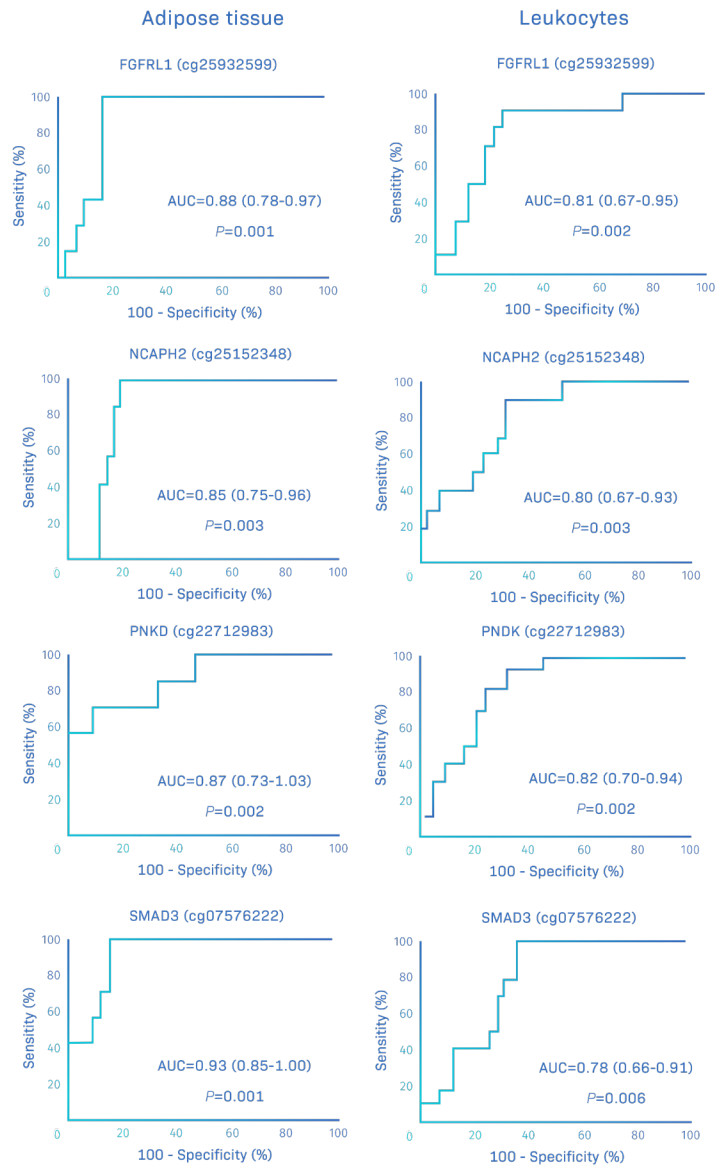 Adipose tissue
Leukocytes
FGFRL1 (cg25932599)
100
80
60
40
20
0
20
40
60
80
100
Sensitity (%)
AUC=0.88 (0.78-0.97)
P=0.001
100 - Specificity (%)
FGFRL1 (cg25932599)
100
80
60
40
20
0
20
40
60
80
100
Sensitity (%)
AUC=0.81 (0.67-0.95)
P=0.002
100 - Specificity (%)
NCAPH2 (cg25152348)
100
80
60
40
20
0
20
40
60
80
100
Sensitity (%)
AUC=0.85 (0.75-0.96)
P=0.003
100 - Specificity (%)
NCAPH2 (cg25152348)
100
80
60
40
20
0
20
40
60
80
100
Sensitity (%)
AUC=0.80 (0.67-0.93)
P=0.003
100 - Specificity (%)
PNKD (cg22712983)
100
80
60
40
20
0
20
40
60
80
100
Sensitity (%)
AUC=0.87 (0.73-1.03)
P=0.002
100 - Specificity (%)
PNDK (cg22712983)
100
80
60
40
20
0
20
40
60
80
100
Sensitity (%)
AUC=0.82 (0.70-0.94)
P=0.002
100 - Specificity (%)
SMAD3 (cg07576222)
100
80
60
40
20
0
20
40
60
80
100
Sensitity (%)
AUC=0.93 (0.85-1.00)
P=0.001
100 - Specificity (%)
SMAD3 (cg07576222)
100
80
60
40
20
0
20
40
60
80
100
Sensitity (%)
AUC=0.78 (0.66-0.91)
P=0.006
100 - Specificity (%)